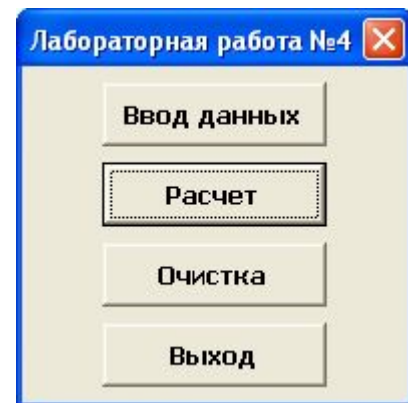 Лабораторная работа №4
Ввод данных
Расчет
Очистка
Выход